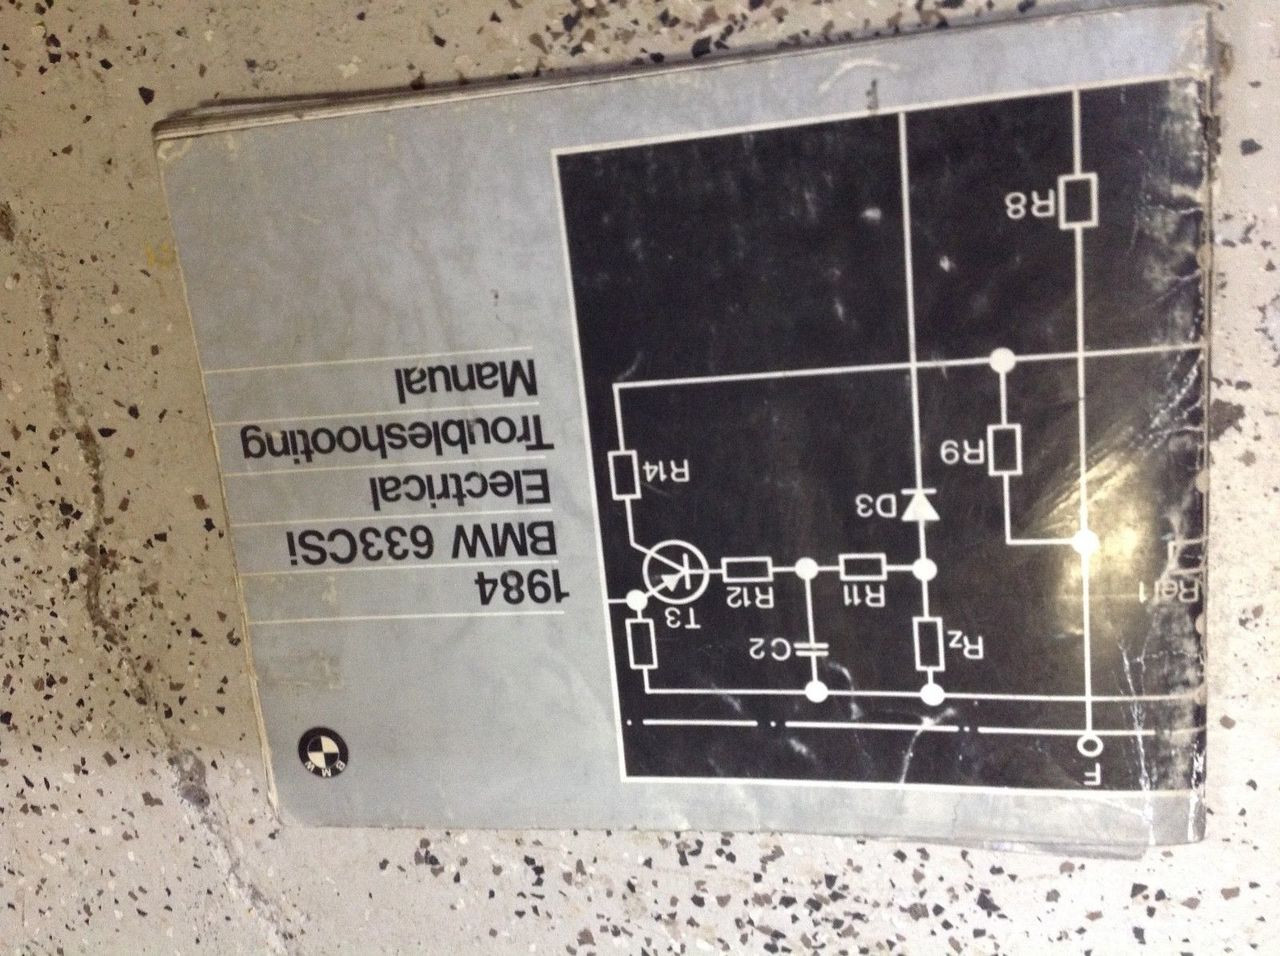 BMW
1984
BMW 633CSi
Electrical
Troubleshooting
Manual
F
Rz
C2
T3
R11
R12
D3
R9
R14
R8